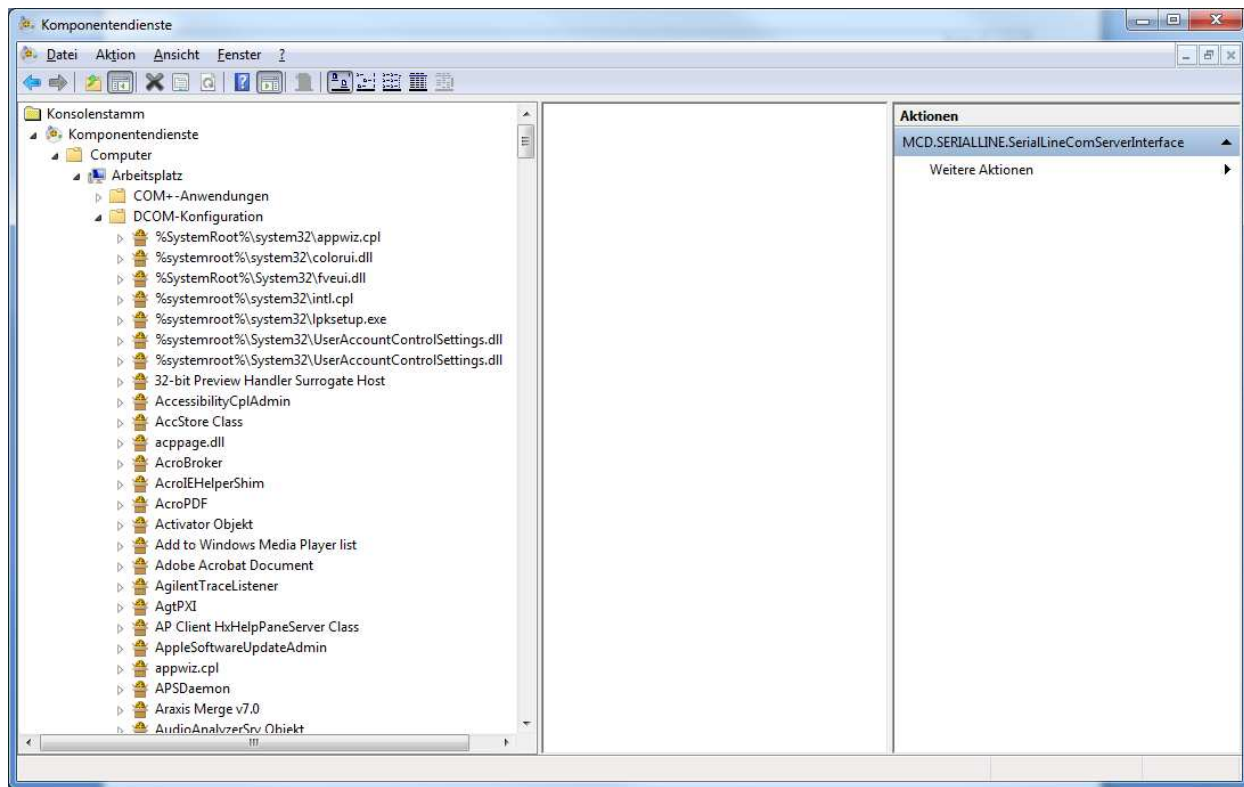 Komponentendienste
Datei Aktion Ansicht Fenster ?
Konsolenstamm
Komponentendienste
Computer
Arbeitsplatz
COM+-Anwendungen
DCOM-Konfiguration
%SystemRoot%\system32\appwiz.cpl
%systemroot%\system32\colorui.dll
%SystemRoot%\System32\fveui.dll
%systemroot%\system32\intl.cpl
%systemroot%\system32\lpksetup.exe
%systemroot%\System32\UserAccountControlSettings.dll
%systemroot%\System32\UserAccountControlSettings.dll
32-bit Preview Handler Surrogate Host
AccessibilityCplAdmin
AccStore Class
acppage.dll
AcroBroker
AcroIEHelperShim
AcroPDF
Activator Objekt
Add to Windows Media Player list
Adobe Acrobat Document
AgilentTraceListener
AgtPXI
AP Client HxHelpPaneServer Class
AppleSoftwareUpdateAdmin
appwiz.cpl
APSDaemon
Araxis Merge v7.0
AudioAnalyzerSrv Objekt
Aktionen
MCD.SERIALLINE.SerialLineComServerInterface
Weitere Aktionen